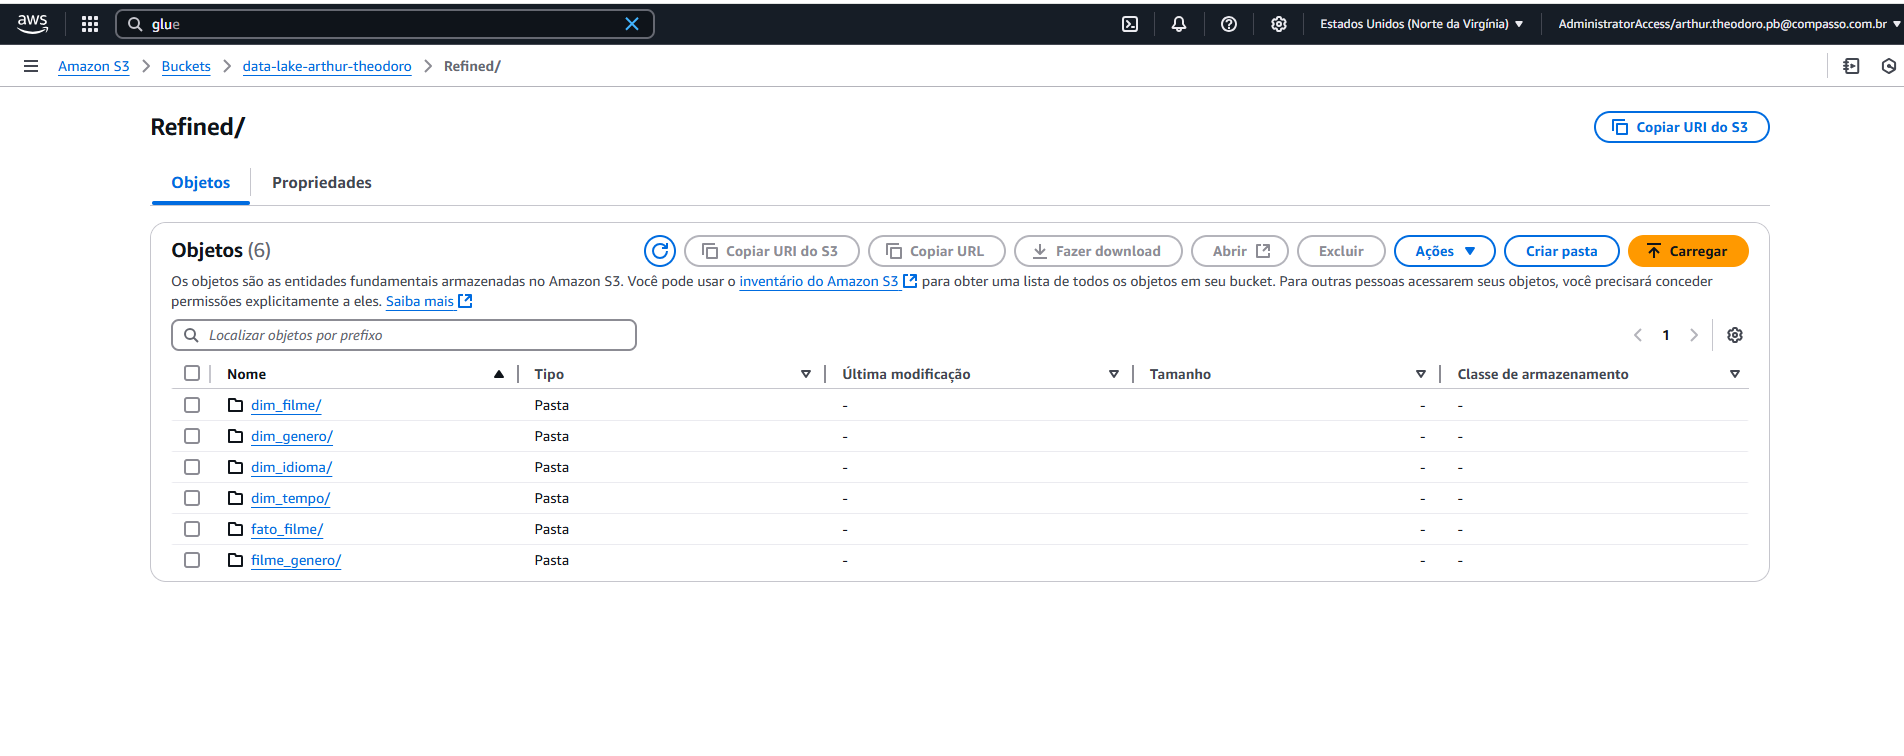 aws
glue
Estados Unidos (Norte da Virgínia)
AdministratorAccess/arthur.theodoro.pb@compasso.com.br
Amazon S3 > Buckets > data-lake-arthur-theodoro > Refined/
Refined/
Copiar URI do S3
Objetos
Propriedades
Objetos (6)
Copiar URI do S3
Copiar URL
Fazer download
Abrir
Excluir
Ações
Criar pasta
Carregar
Os objetos são as entidades fundamentais armazenadas no Amazon S3. Você pode usar o inventário do Amazon S3 para obter uma lista de todos os objetos em seu bucket. Para outras pessoas acessarem seus objetos, você precisará conceder
permissões explicitamente a eles. Saiba mais
Localizar objetos por prefixo
1
Nome Tipo Última modificação Tamanho Classe de armazenamento
dim_filme/ Pasta - - -
dim_genero/ Pasta - - -
dim_idioma/ Pasta - - -
dim_tempo/ Pasta - - -
fato_filme/ Pasta - - -
filme_genero/ Pasta - - -